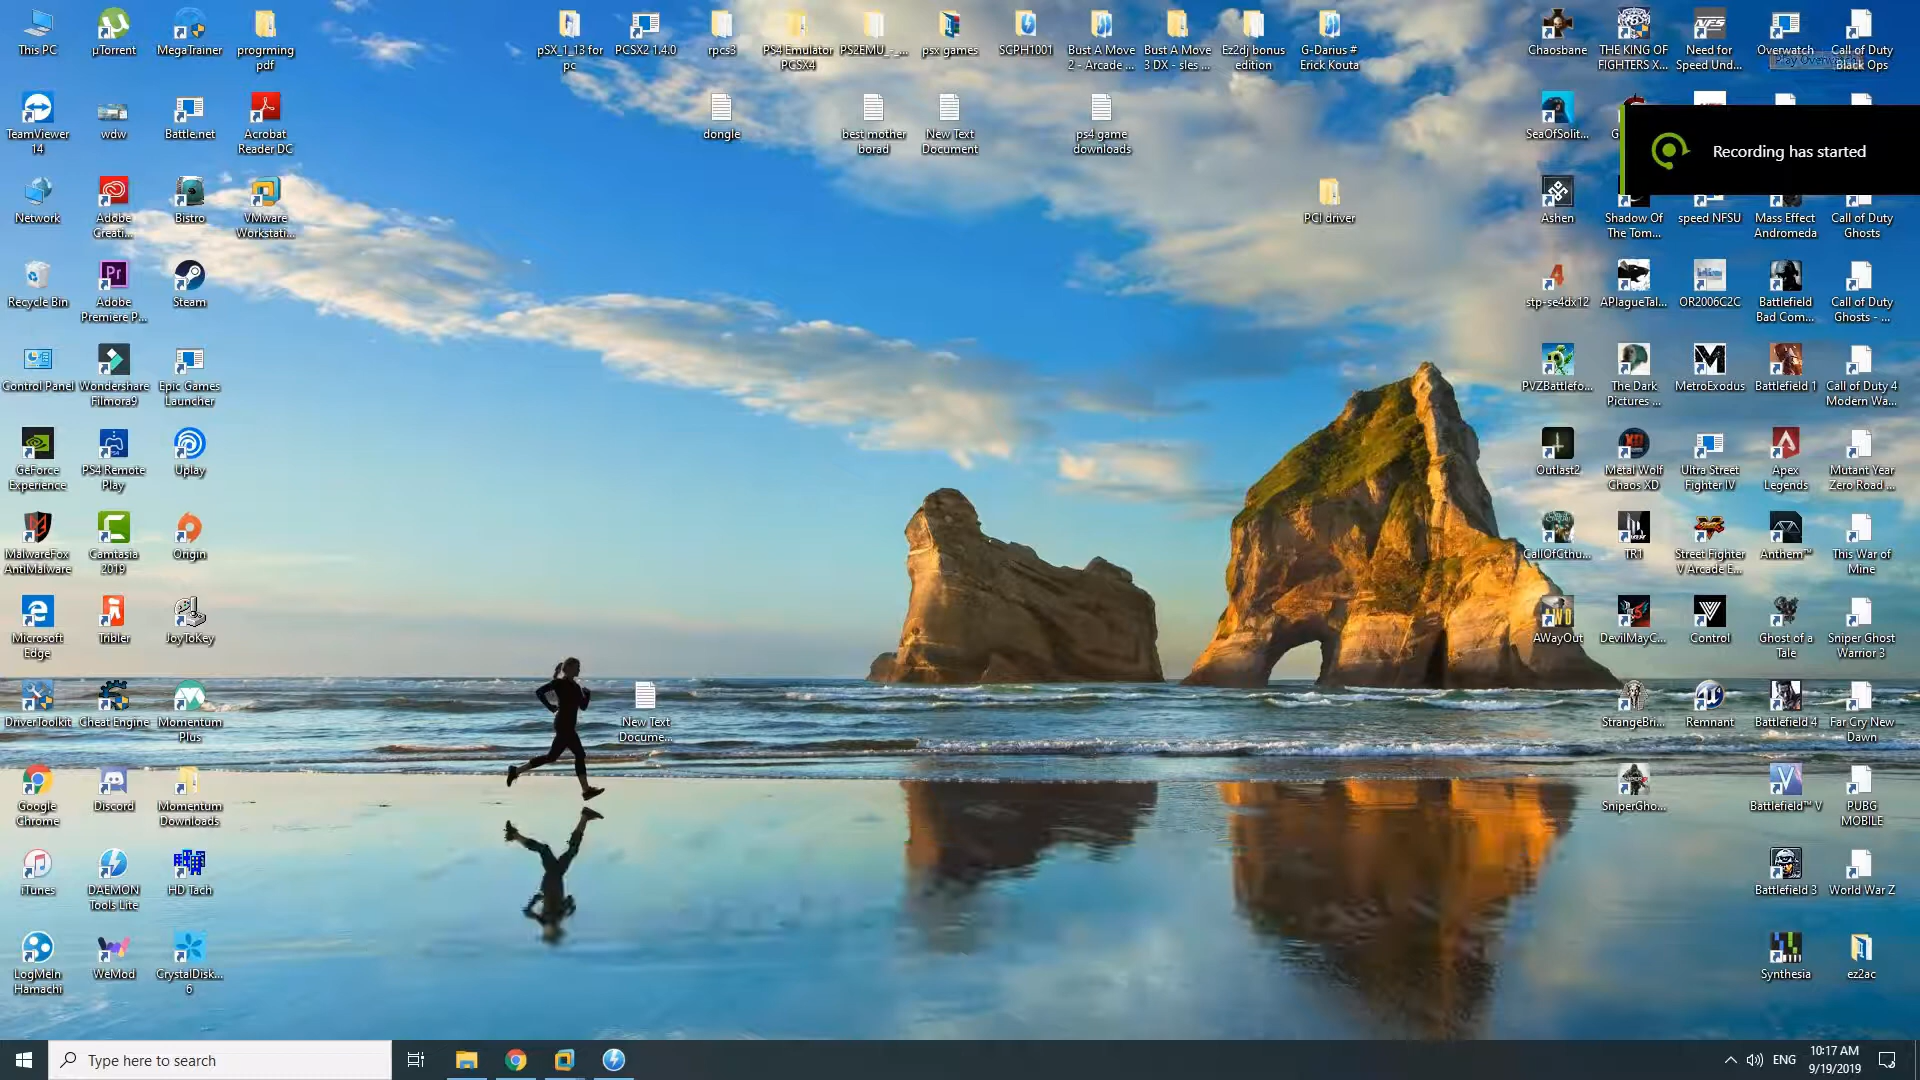 This PC
µTorrent
MegaTrainer
progrming
pdf
pSX_1_13 for
pc
PCSX2 1.4.0
rpcs3
PS4 Emulator
PCSX4
PS2EMU_-_...
psx games
SCPH1001
Bust A Move
2 - Arcade ...
Bust A Move
3 DX - sles ...
Ez2dj bonus
edition
G-Darius #
Erick Kouta
Chaosbane
THE KING OF
FIGHTERS X...
Need for
Speed Und...
Overwatch
Play Overwatch
Call of Duty
Black Ops
TeamViewer
14
wdw
Battle.net
Acrobat
Reader DC
dongle
best mother
borad
New Text
Document
ps4 game
downloads
SeaOfSolit...
Recording has started
Network
Adobe
Creati...
Bistro
VMware
Workstati...
PCI driver
Ashen
Shadow Of
The Tom...
speed NFSU
Mass Effect
Andromeda
Call of Duty
Ghosts
Recycle Bin
Adobe
Premiere P...
Steam
stp-se4dx12
APlagueTal...
OR2006C2C
Battlefield
Bad Com...
Call of Duty
Ghosts - ...
Control Panel
Wondershare
Filmora9
Epic Games
Launcher
PVZBattlefo...
The Dark
Pictures ...
MetroExodus
Battlefield 1
Call of Duty 4
Modern Wa...
GeForce
Experience
PS4 Remote
Play
Uplay
Outlast2
Metal Wolf
Chaos XD
Ultra Street
Fighter IV
Apex
Legends
Mutant Year
Zero Road ...
MalwareFox
AntiMalware
Camtasia
2019
Origin
CallOfCthu...
TR1
Street Fighter
V Arcade E...
Anthem™
This War of
Mine
Microsoft
Edge
Tribler
JoyToKey
AWayOut
DevilMayC...
Control
Ghost of a
Tale
Sniper Ghost
Warrior 3
DriverToolkit
Cheat Engine
Momentum
Plus
New Text
Docume...
StrangeBri...
Remnant
Battlefield 4
Far Cry New
Dawn
Google
Chrome
Discord
Momentum
Downloads
SniperGho...
Battlefield™ V
PUBG
MOBILE
iTunes
DAEMON
Tools Lite
HD Tach
Battlefield 3
World War Z
LogMeIn
Hamachi
WeMod
CrystalDisk...
6
Synthesia
ez2ac
Type here to search
ENG
10:17 AM
9/19/2019